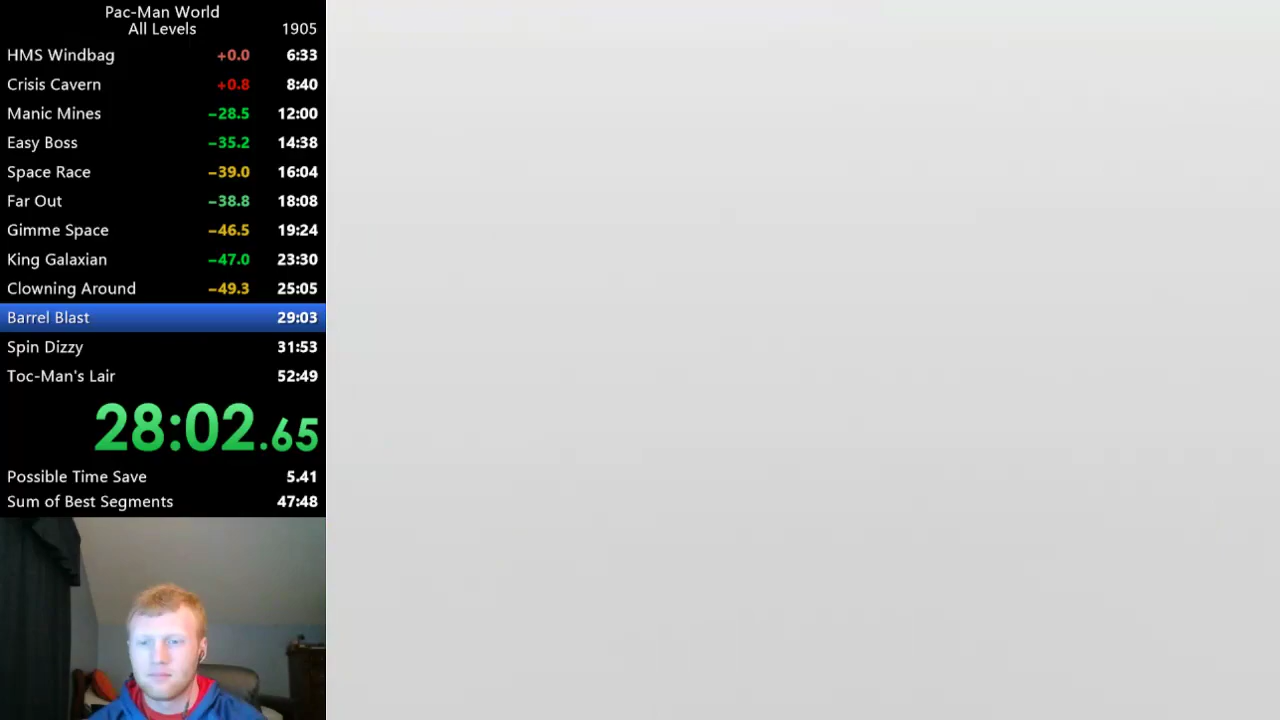 Pac-Man World
All Levels 1905
HMS Windbag +0.0 6:33
Crisis Cavern +0.8 8:40
Manic Mines −28.5 12:00
Easy Boss −35.2 14:38
Space Race −39.0 16:04
Far Out −38.8 18:08
Gimme Space −46.5 19:24
King Galaxian −47.0 23:30
Clowning Around −49.3 25:05
Barrel Blast 29:03
Spin Dizzy 31:53
Toc-Man's Lair 52:49
28:02.65
Possible Time Save 5.41
Sum of Best Segments 47:48